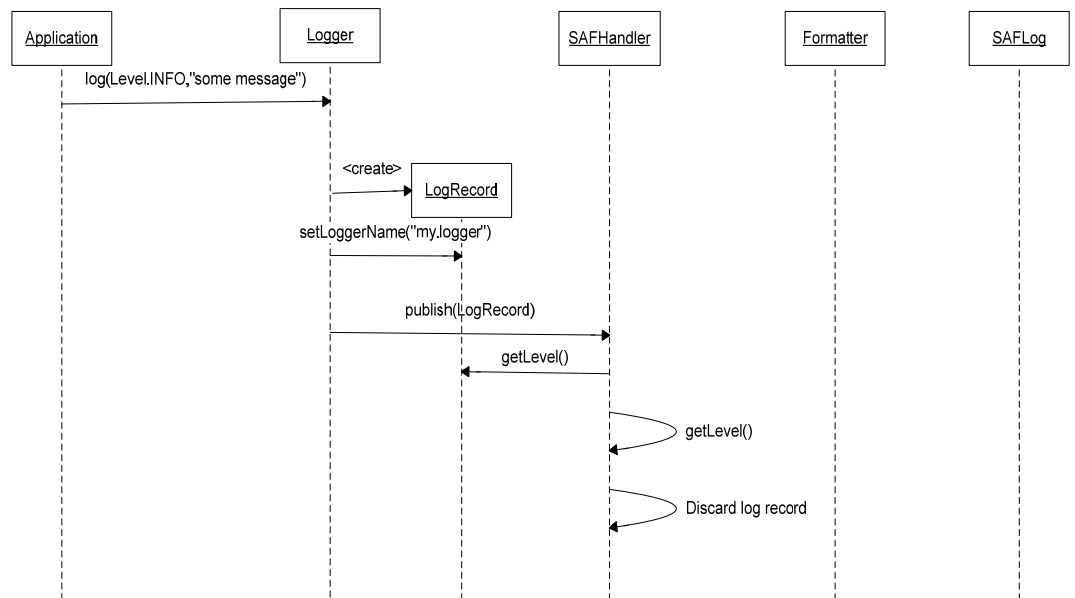 Application
Logger
SAFHandler
Formatter
SAFLog
log(Level.INFO,"some message")
<create>
LogRecord
setLoggerName("my.logger")
publish(LogRecord)
getLevel()
getLevel()
Discard log record